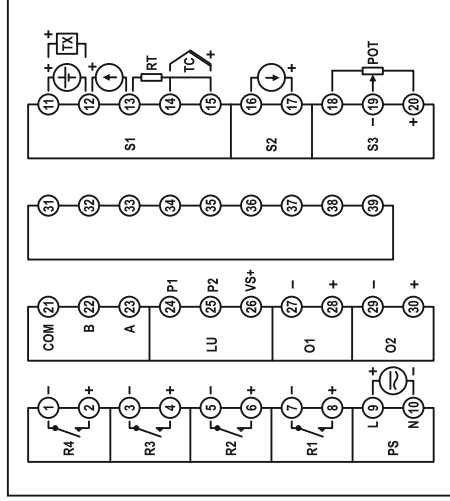 + TX
+ + RT TC + + POT
11 12 13 14 15 16 17 18 19 20
− +
S1 S2 S3
31 32 33 34 35 36 37 38 39
21 22 23 24 25 26 27 28 29 30
COM B A P1 P2 VS+ − + − +
LU O1 O2
1 2 3 4 5 6 7 8 9 10
− + − + − + − + L N + −
R4 R3 R2 R1 PS